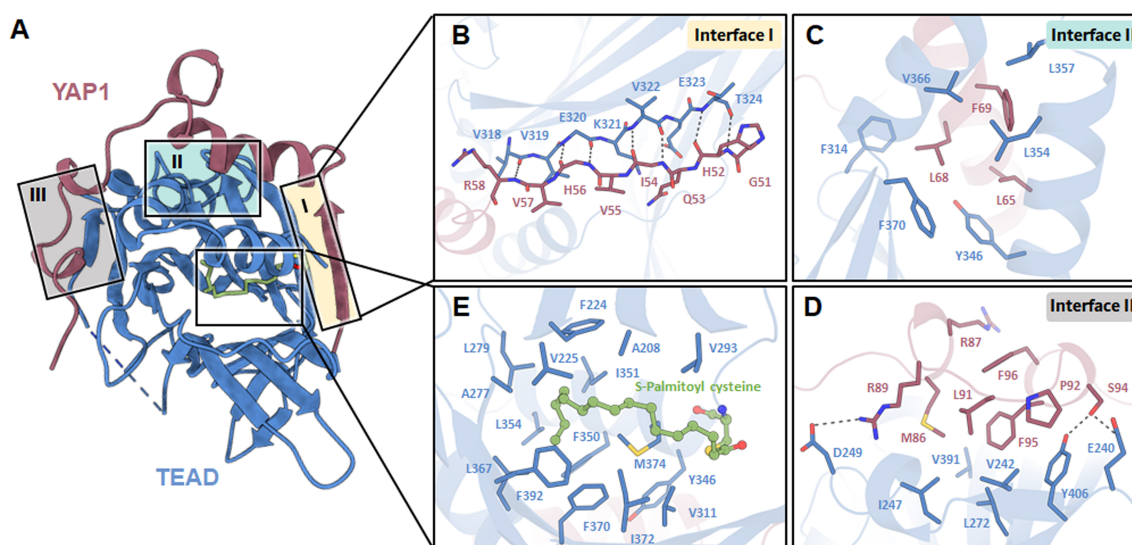 A
YAP1
II
III
I
TEAD
B
Interface I
V322
E323
E320
T324
K321
V318
V319
R58
H56
I54
H52
G51
V57
V55
Q53
C
Interface II
L357
V366
F69
F314
L354
L68
L65
F370
Y346
E
F224
L279
A208
V293
V225
I351
A277
S-Palmitoyl cysteine
L354
F350
M374
L367
Y346
F392
V311
F370
I372
D
R87
R89
F96
P92
S94
L91
M86
F95
D249
E240
V391
V242
Y406
I247
L272